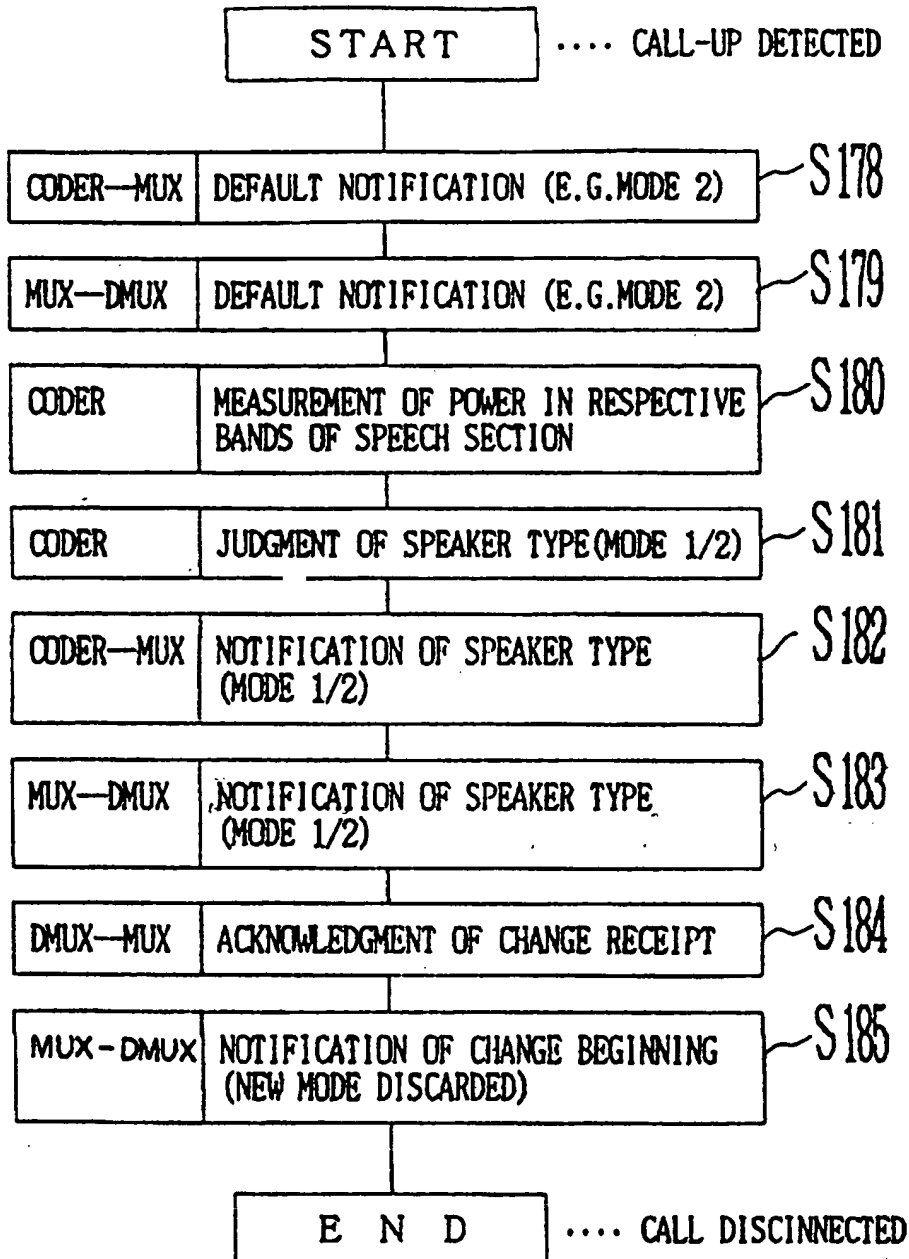 START .... CALL-UP DETECTED
CODER—MUX DEFAULT NOTIFICATION (E.G.MODE 2) S178
MUX—DMUX DEFAULT NOTIFICATION (E.G.MODE 2) S179
CODER MEASUREMENT OF POWER IN RESPECTIVE S180
BANDS OF SPEECH SECTION
CODER JUDGMENT OF SPEAKER TYPE(MODE 1/2) S181
CODER—MUX NOTIFICATION OF SPEAKER TYPE S182
(MODE 1/2)
MUX—DMUX NOTIFICATION OF SPEAKER TYPE S183
(MODE 1/2)
DMUX—MUX ACKNOWLEDGMENT OF CHANGE RECEIPT S184
MUX-DMUX NOTIFICATION OF CHANGE BEGINNING S185
(NEW MODE DISCARDED)
E N D .... CALL DISCINNECTED